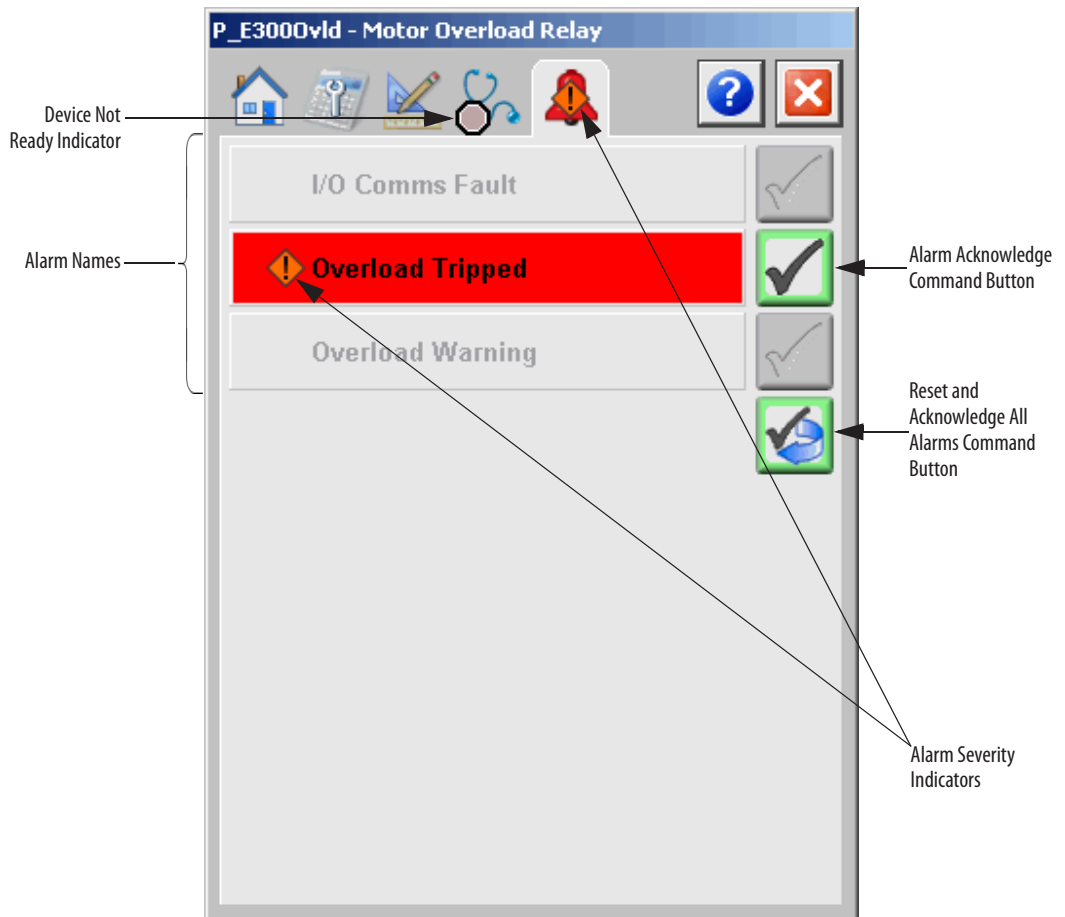 P_E300Ovld - Motor Overload Relay
Device Not
Ready Indicator
I/O Comms Fault
Alarm Names
Overload Tripped
Alarm Acknowledge
Command Button
Overload Warning
Reset and
Acknowledge All
Alarms Command
Button
Alarm Severity
Indicators